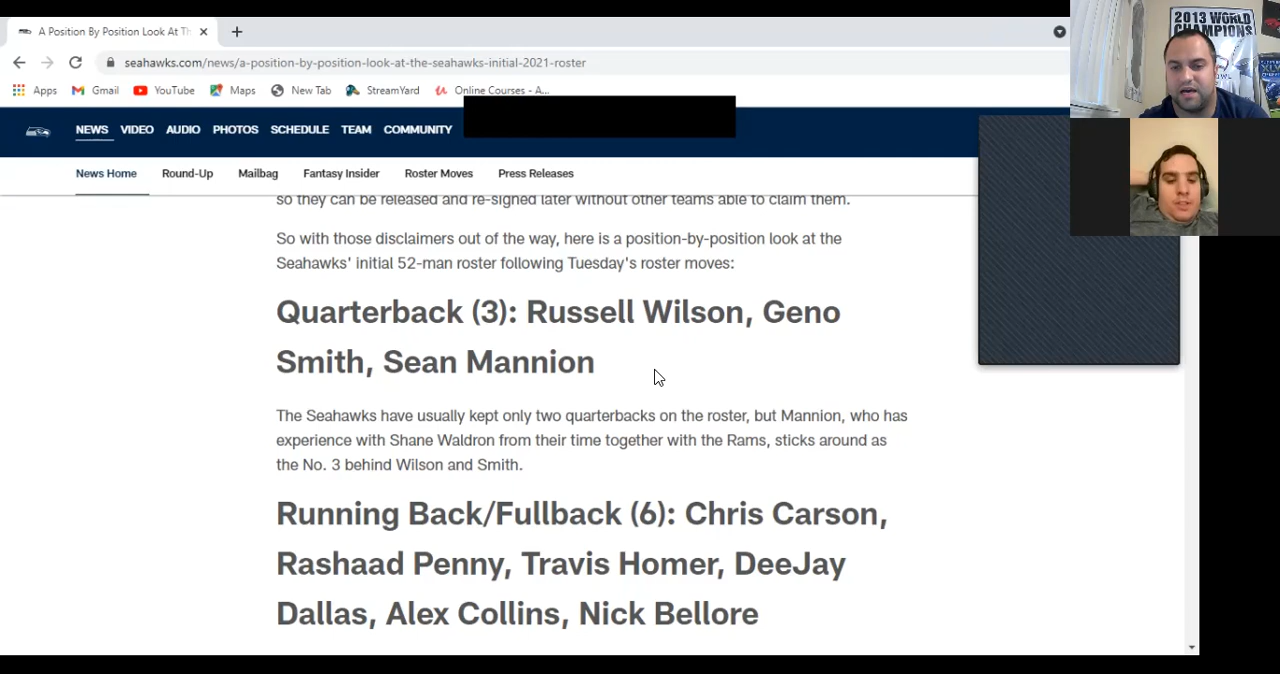 A Position By Position Look At Th
seahawks.com/news/a-position-by-position-look-at-the-seahawks-initial-2021-roster
Apps Gmail YouTube Maps New Tab StreamYard Online Courses - A...
NEWS VIDEO AUDIO PHOTOS SCHEDULE TEAM COMMUNITY
News Home Round-Up Mailbag Fantasy Insider Roster Moves Press Releases
so they can be released and re-signed later without other teams able to claim them.
So with those disclaimers out of the way, here is a position-by-position look at the
Seahawks' initial 52-man roster following Tuesday's roster moves:
Quarterback (3): Russell Wilson, Geno
Smith, Sean Mannion
The Seahawks have usually kept only two quarterbacks on the roster, but Mannion, who has
experience with Shane Waldron from their time together with the Rams, sticks around as
the No. 3 behind Wilson and Smith.
Running Back/Fullback (6): Chris Carson,
Rashaad Penny, Travis Homer, DeeJay
Dallas, Alex Collins, Nick Bellore
2013 WORLD
CHAMPIONS